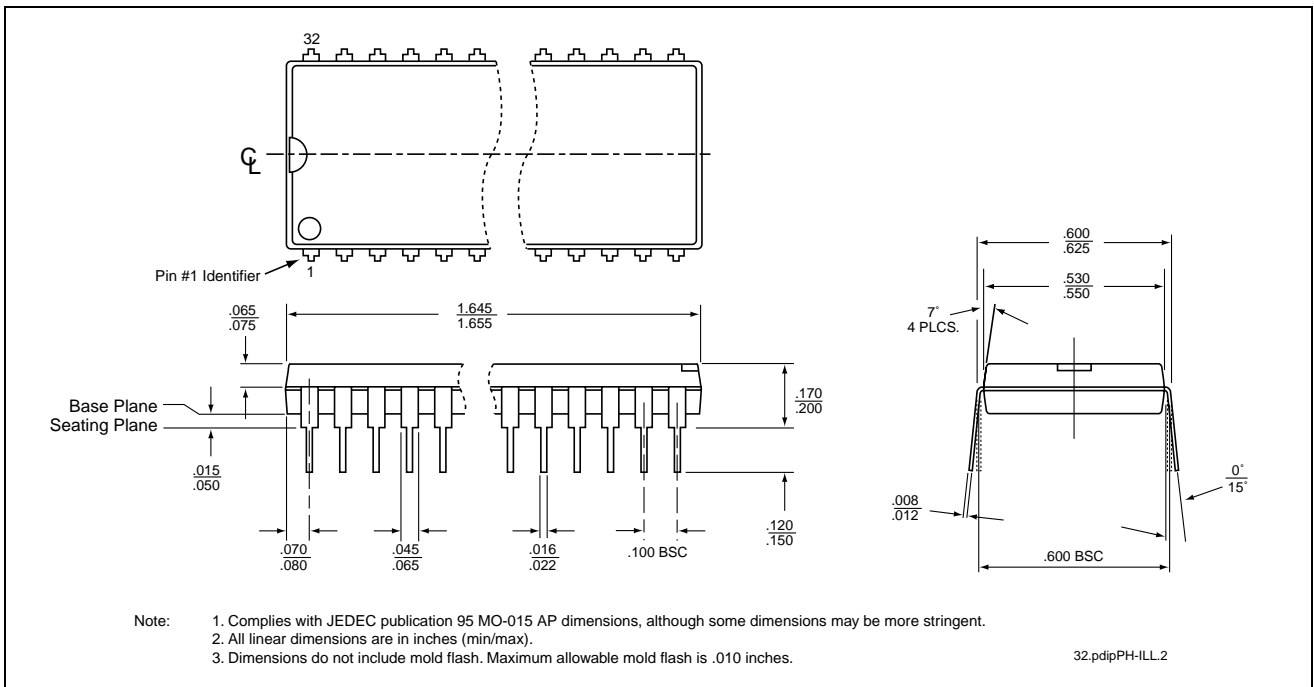 32
℄
Pin #1 Identifier
1
.065
.075
1.645
1.655
Base Plane
Seating Plane
.015
.050
.070
.080
.045
.065
.016
.022
.100 BSC
.170
.200
.120
.150
.600
.625
.530
.550
7°
4 PLCS.
.008
.012
0°
15°
.600 BSC
Note: 1. Complies with JEDEC publication 95 MO-015 AP dimensions, although some dimensions may be more stringent.
2. All linear dimensions are in inches (min/max).
3. Dimensions do not include mold flash. Maximum allowable mold flash is .010 inches.
32.pdipPH-ILL.2